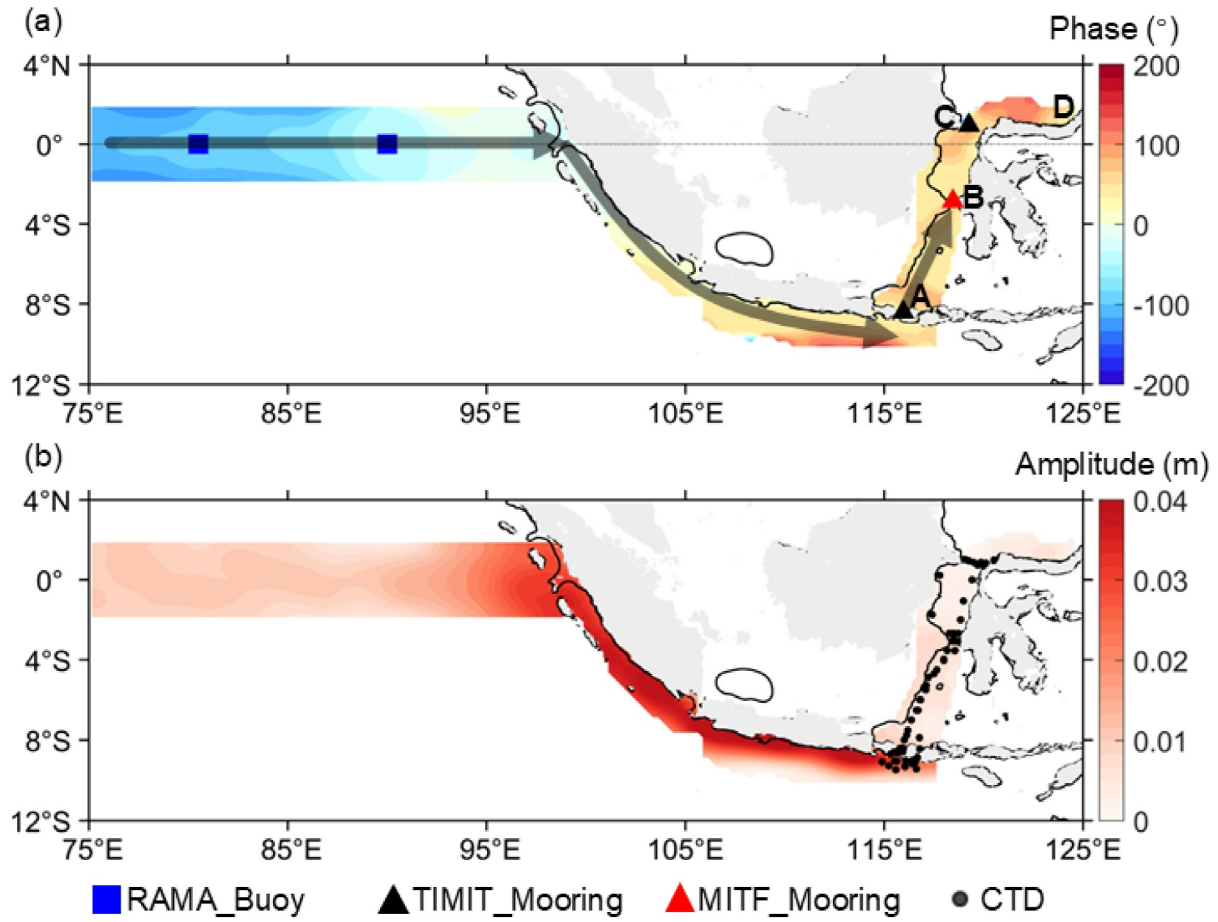 (a)
Phase (°)
4°N
0°
4°S
8°S
12°S
75°E 85°E 95°E 105°E 115°E 125°E
200
100
0
-100
-200
C D
B
A
(b)
Amplitude (m)
4°N
0°
4°S
8°S
12°S
75°E 85°E 95°E 105°E 115°E 125°E
0.04
0.03
0.02
0.01
0
RAMA_Buoy TIMIT_Mooring MITF_Mooring CTD